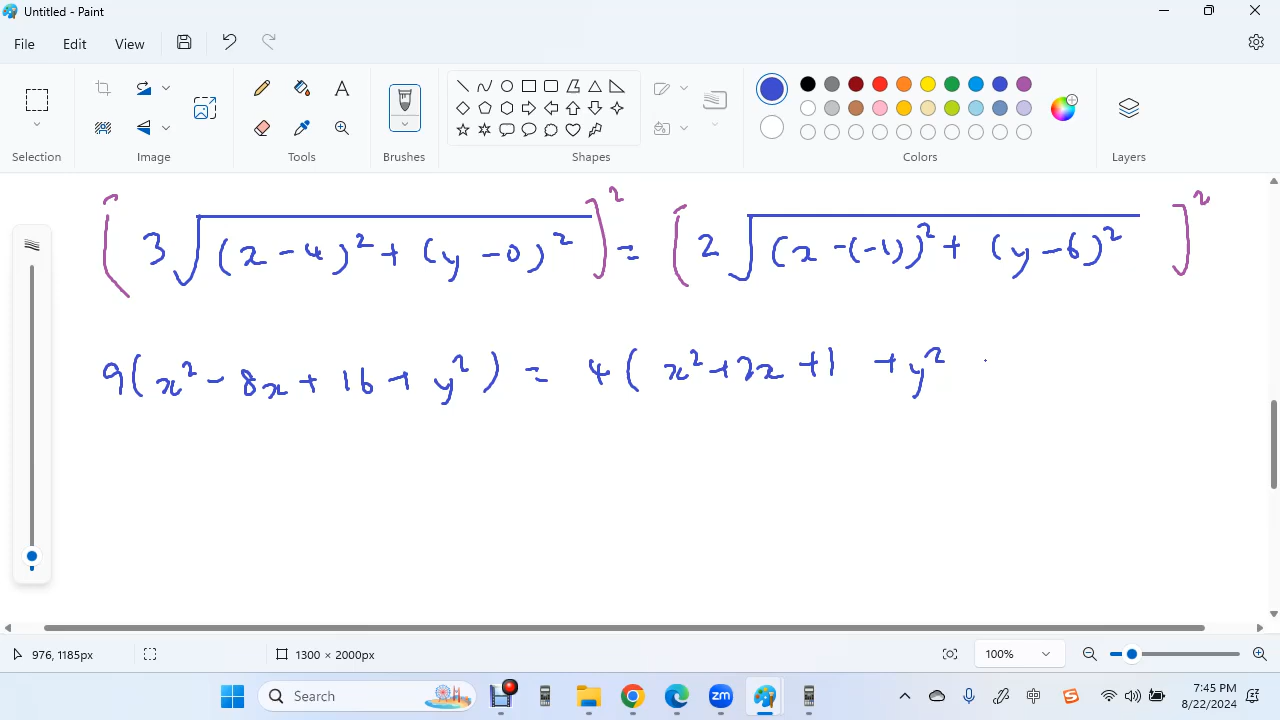 Untitled - Paint
File Edit View
Selection Image Tools Brushes Shapes Colors Layers
[3√((x-4)²+(y-0)²)]² = [2√((x-(-1))²+(y-6)²)]²
9(x²-8x+16+y²) = 4(x²+2x+1+y²
976, 1185px 1300 × 2000px 100%
Search zm 中 7:45 PM
8/22/2024